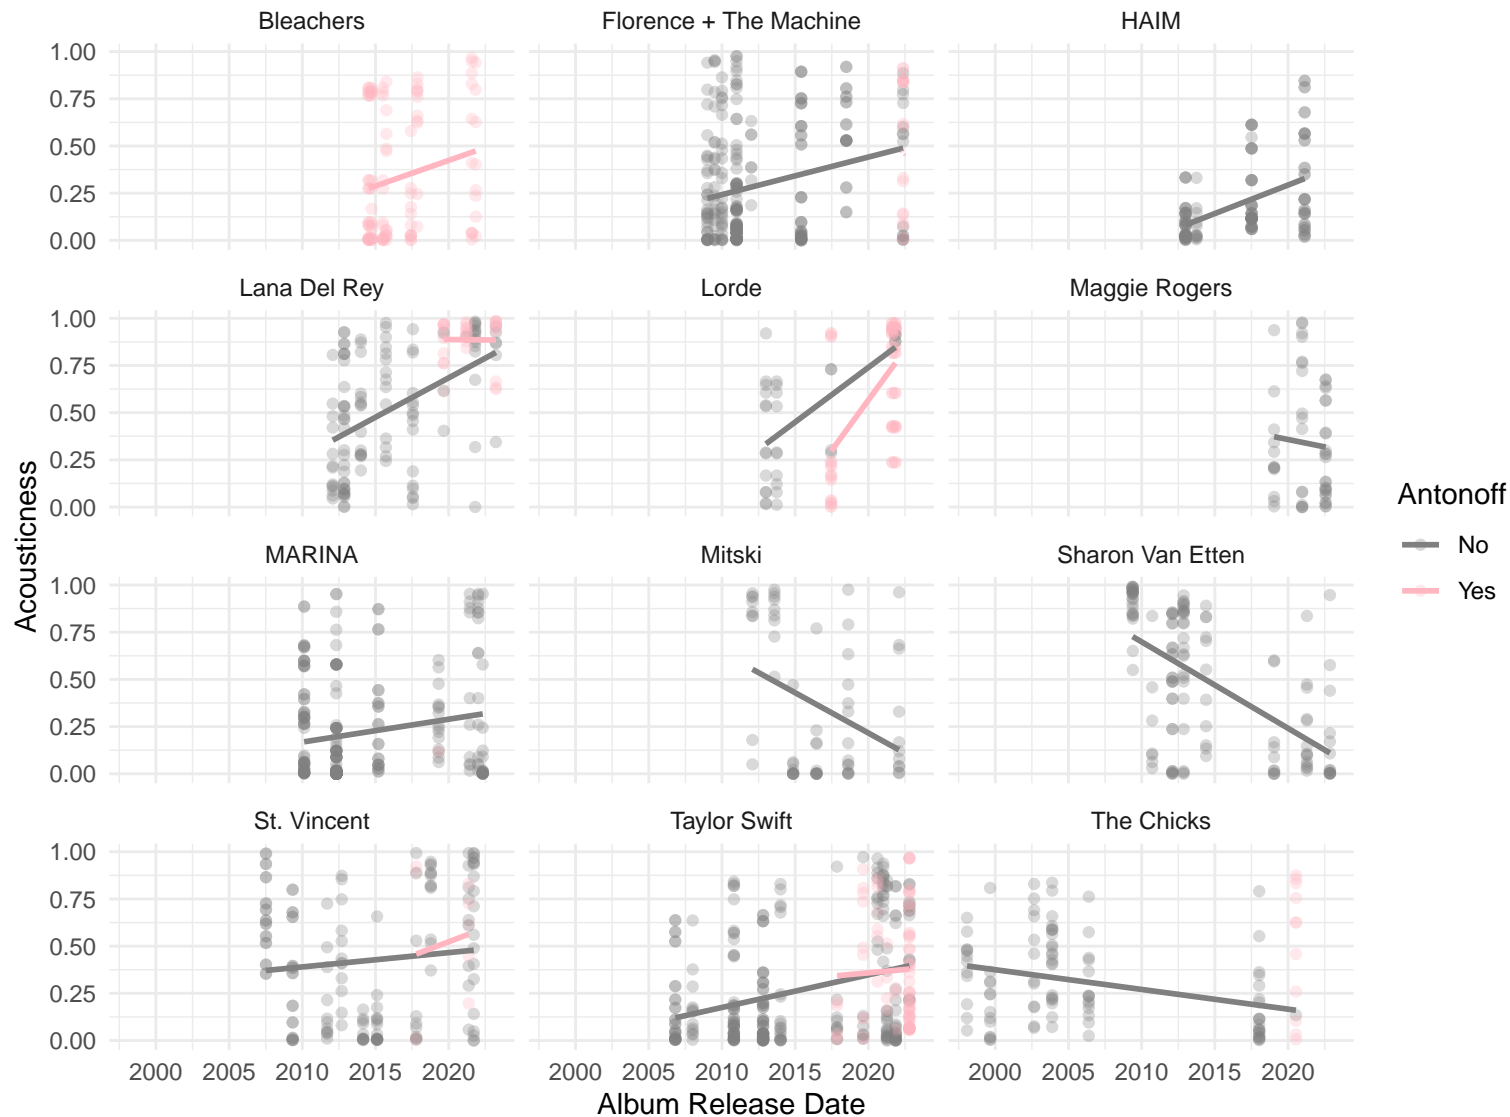 Bleachers Florence + The Machine HAIM
1.00
0.75
0.50
0.25
0.00
Lana Del Rey Lorde Maggie Rogers
1.00
0.75
0.50
0.25
0.00
MARINA Mitski Sharon Van Etten
1.00
0.75
0.50
0.25
0.00
St. Vincent Taylor Swift The Chicks
1.00
0.75
0.50
0.25
0.00
2000 2005 2010 2015 2020 2000 2005 2010 2015 2020 2000 2005 2010 2015 2020
Album Release Date
Acousticness
Antonoff
No
Yes